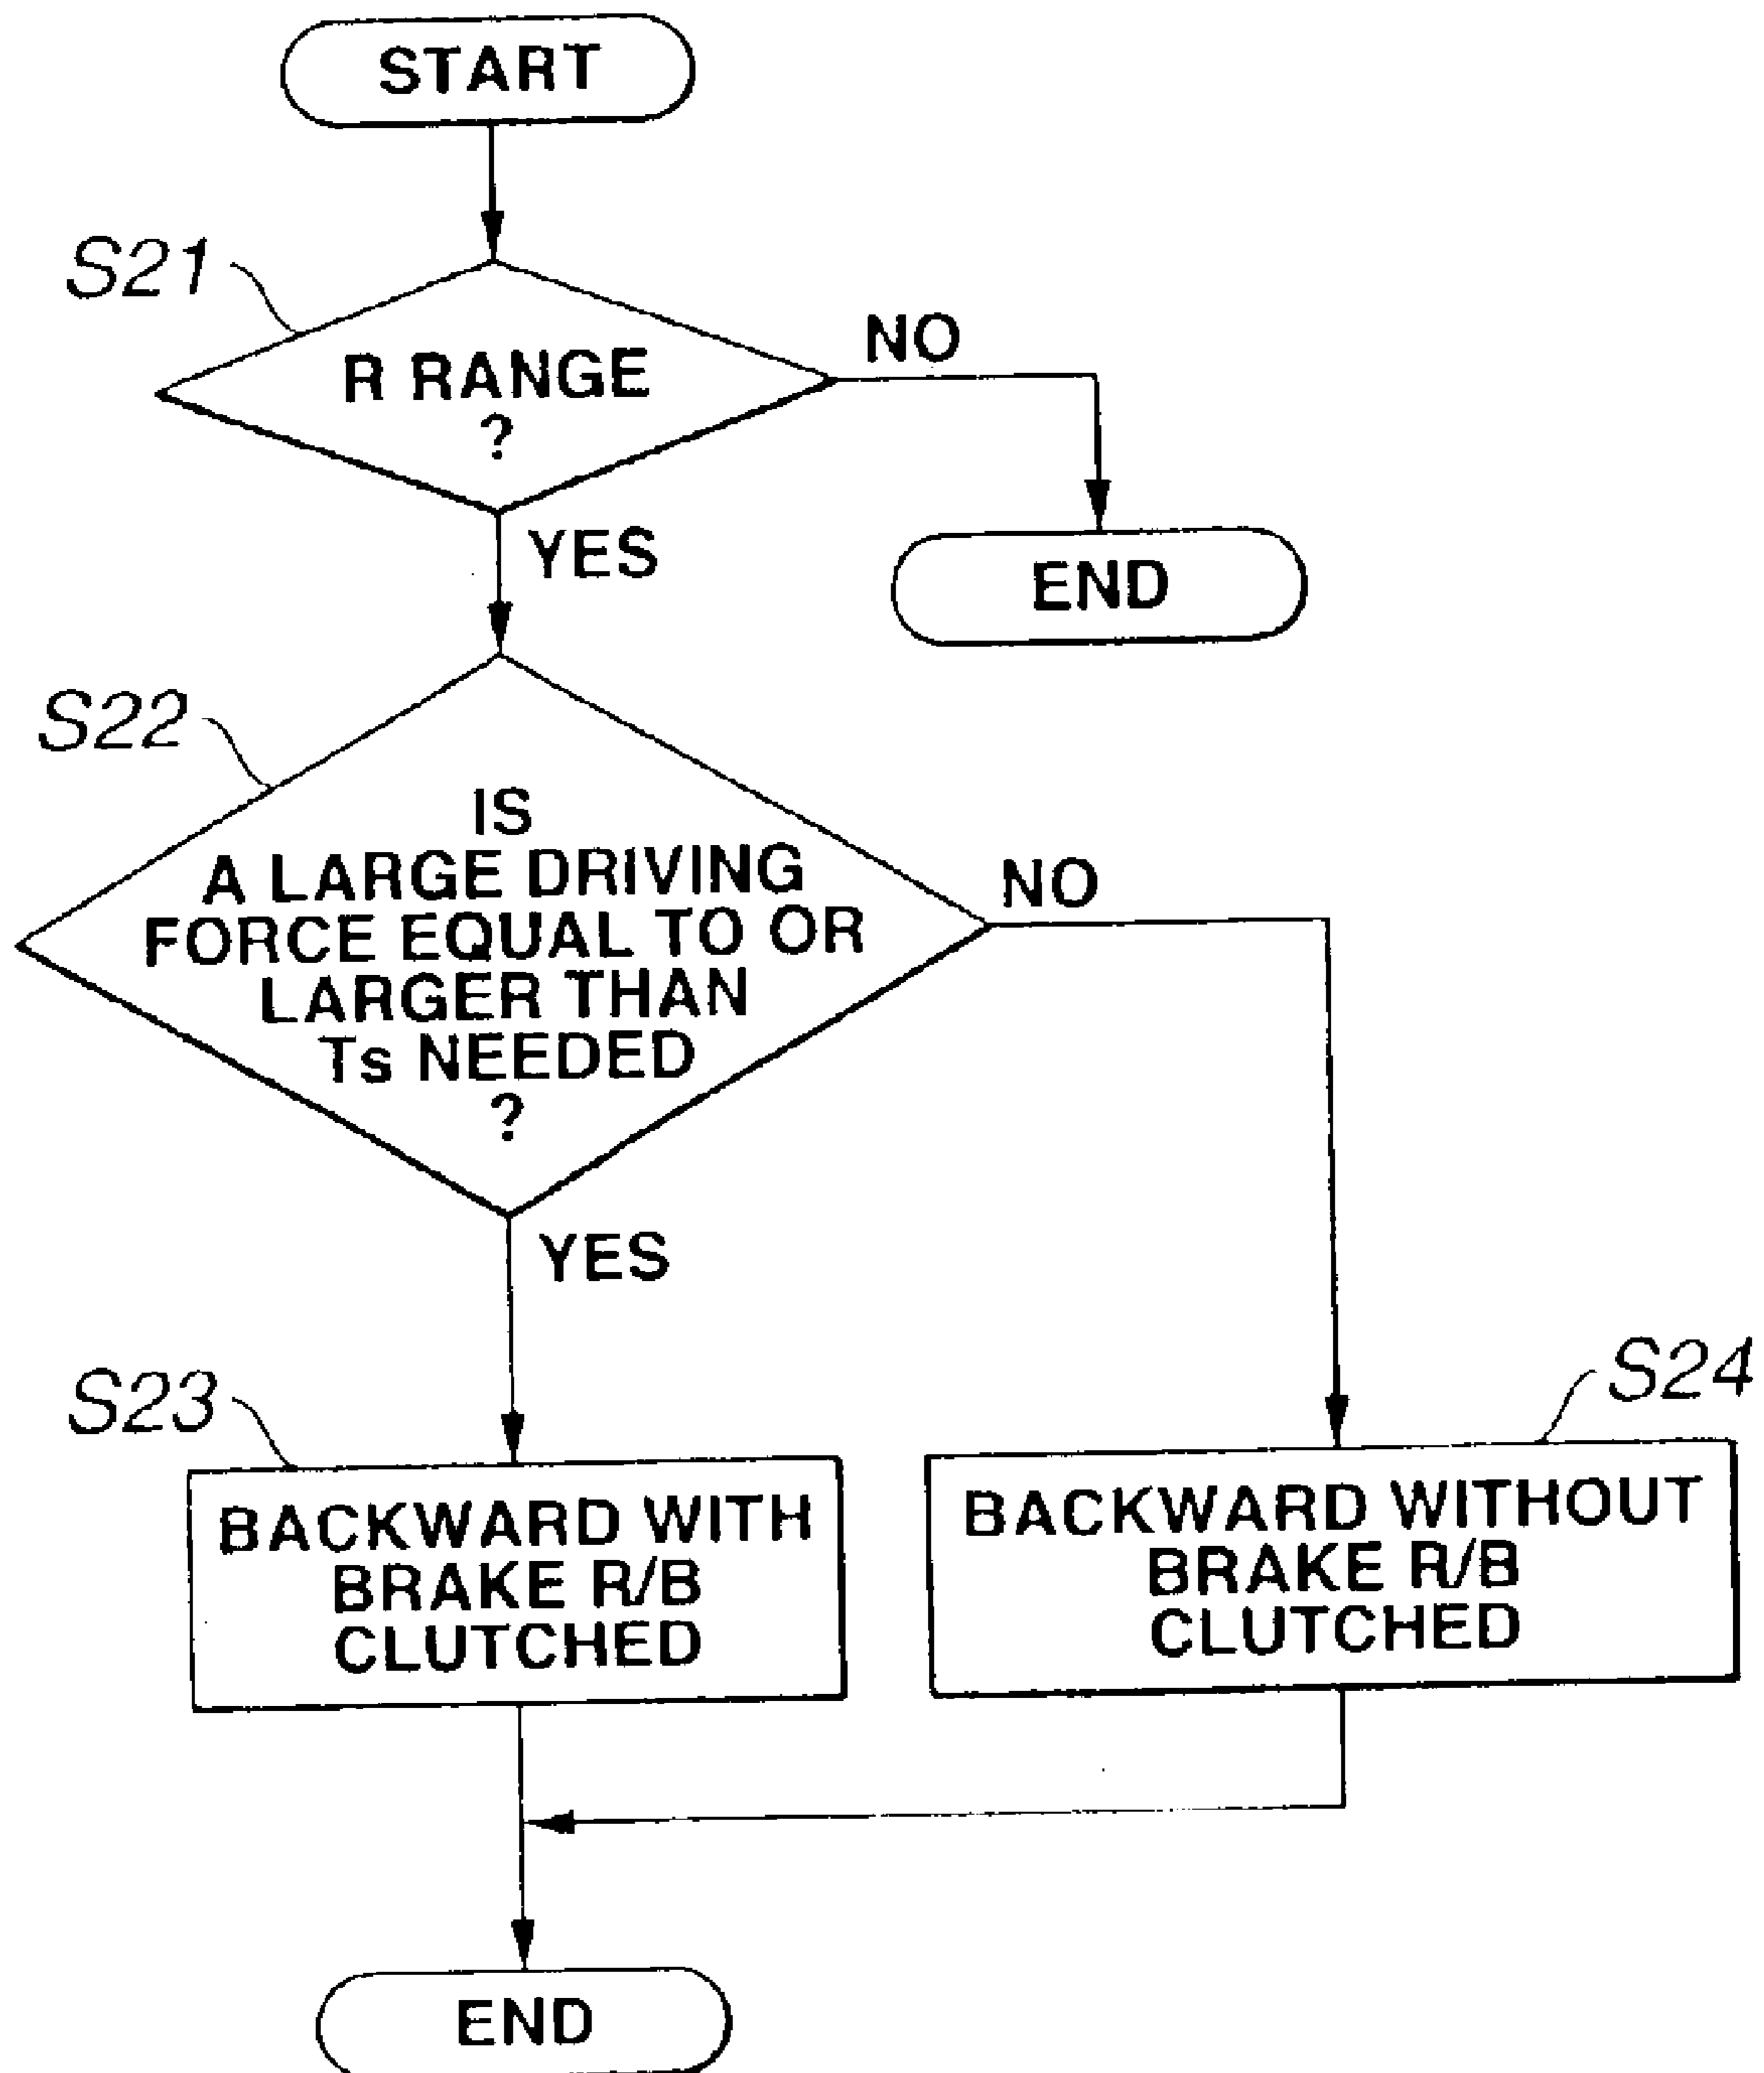 START
S21
R RANGE
?
NO
YES
END
S22
IS
A LARGE DRIVING
FORCE EQUAL TO OR
LARGER THAN
Ts NEEDED
?
NO
YES
S23
BACKWARD WITH
BRAKE R/B
CLUTCHED
S24
BACKWARD WITHOUT
BRAKE R/B
CLUTCHED
END